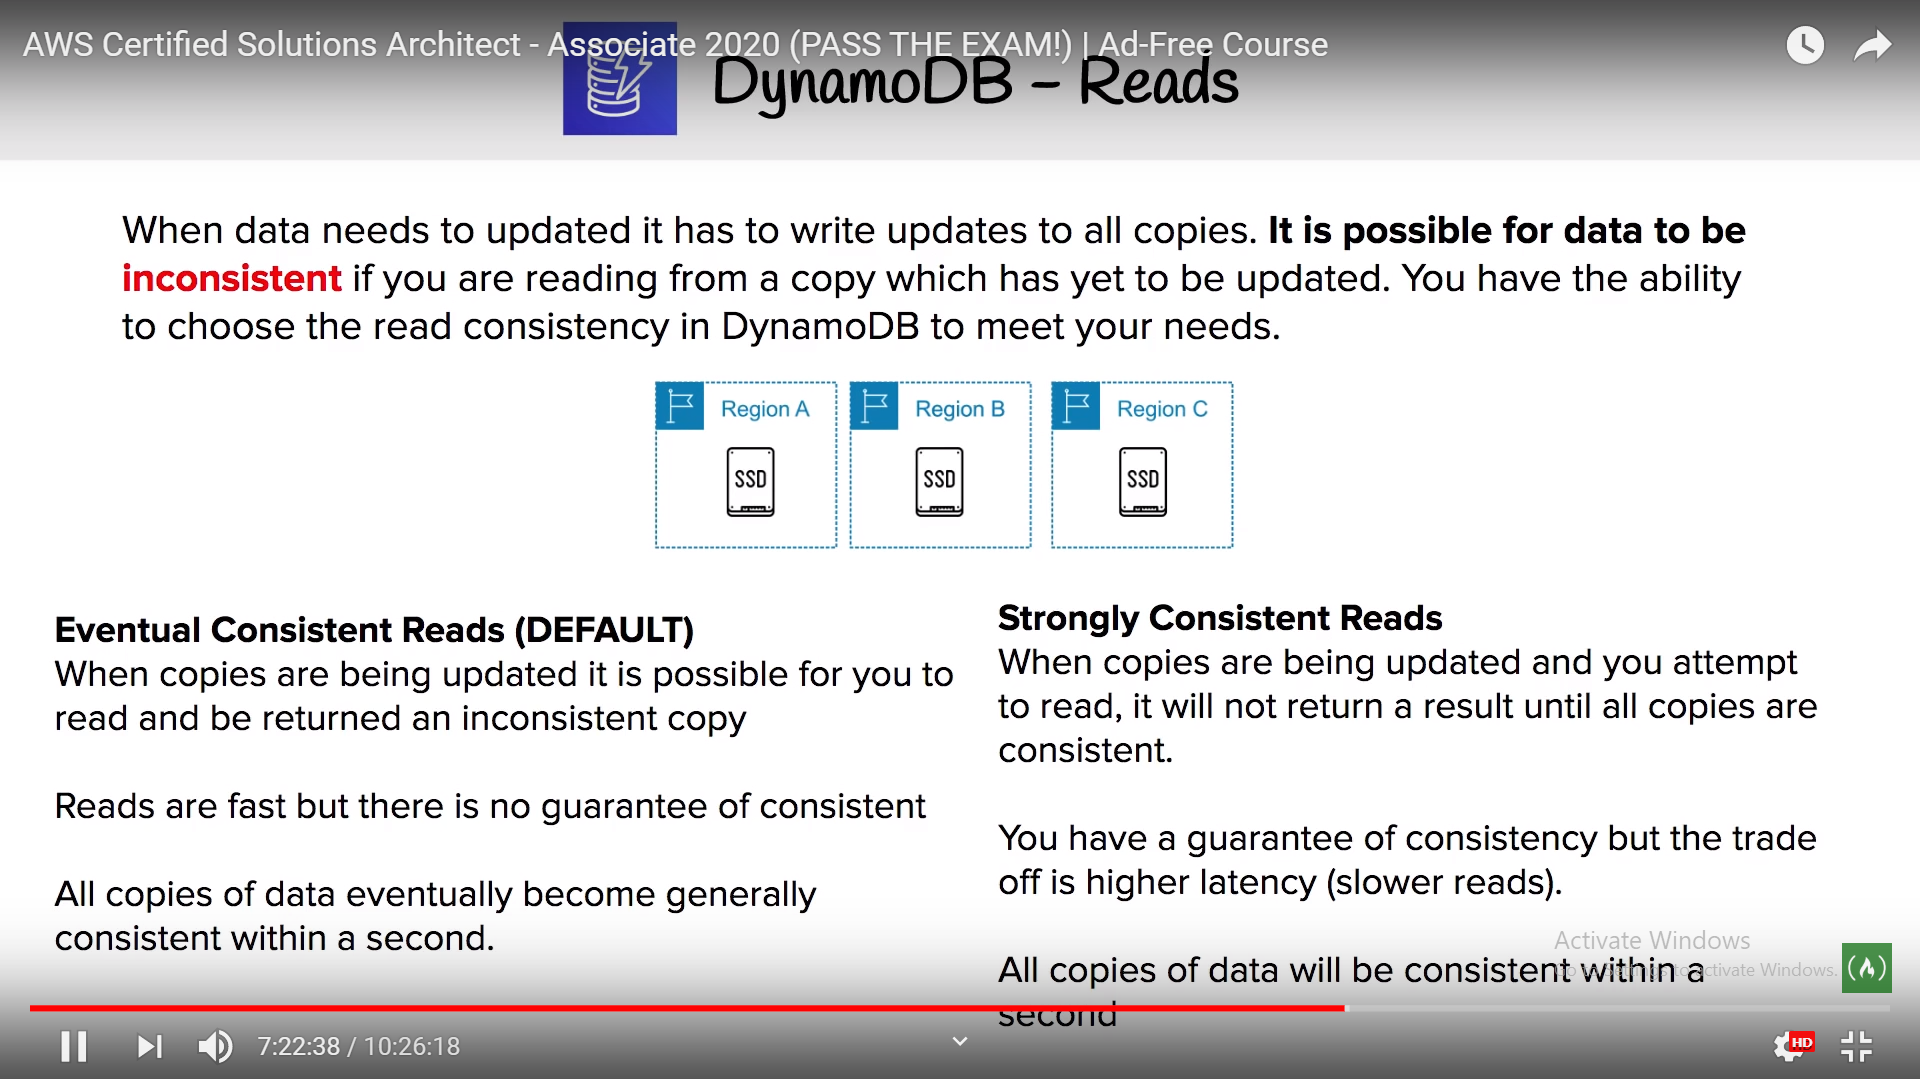 AWS Certified Solutions Architect - Associate 2020 (PASS THE EXAM!) | Ad-Free Course
DynamoDB – Reads
When data needs to updated it has to write updates to all copies. It is possible for data to be
inconsistent if you are reading from a copy which has yet to be updated. You have the ability
to choose the read consistency in DynamoDB to meet your needs.
Region A
Region B
Region C
SSD
SSD
SSD
Eventual Consistent Reads (DEFAULT)
When copies are being updated it is possible for you to
read and be returned an inconsistent copy
Reads are fast but there is no guarantee of consistent
All copies of data eventually become generally
consistent within a second.
Strongly Consistent Reads
When copies are being updated and you attempt
to read, it will not return a result until all copies are
consistent.
You have a guarantee of consistency but the trade
off is higher latency (slower reads).
All copies of data will be consistent within a
second
Activate Windows
Go to Settings to activate Windows.
7:22:38 / 10:26:18
HD